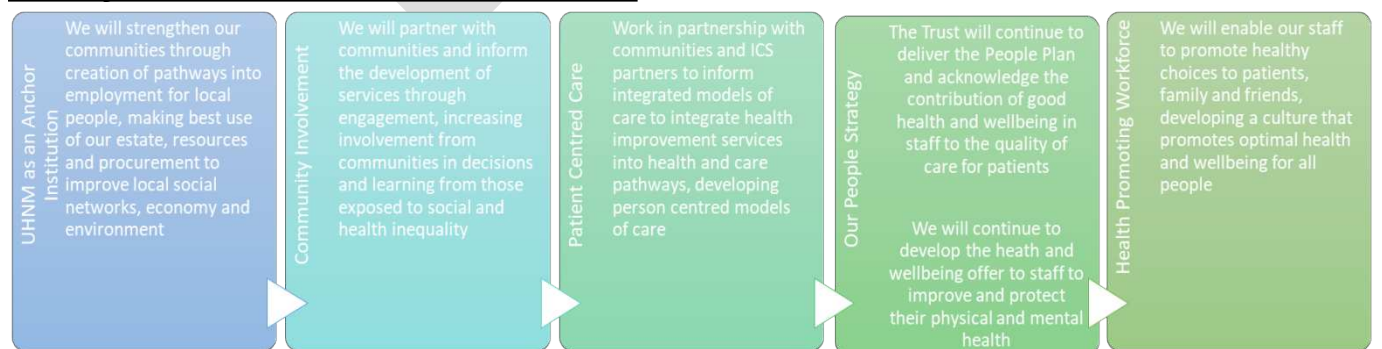 UHNM as an Anchor
Institution
We will strengthen our
communities through
creation of pathways into
employment for local
people, making best use
of our estate, resources
and procurement to
improve local social
networks, economy and
environment
Community Involvement
We will partner with
communities and inform
the development of
services through
engagement, increasing
involvement from
communities in decisions
and learning from those
exposed to social and
health inequality
Patient Centred Care
Work in partnership with
communities and ICS
partners to inform
integrated models of
care to integrate health
improvement services
into health and care
pathways, developing
person centred models
of care
Our People Strategy
The Trust will continue to
deliver the People Plan
and acknowledge the
contribution of good
health and wellbeing in
staff to the quality of
care for patients
We will continue to
develop the heath and
wellbeing offer to staff to
improve and protect
their physical and mental
health
Health Promoting Workforce
We will enable our staff
to promote healthy
choices to patients,
family and friends,
developing a culture that
promotes optimal health
and wellbeing for all
people